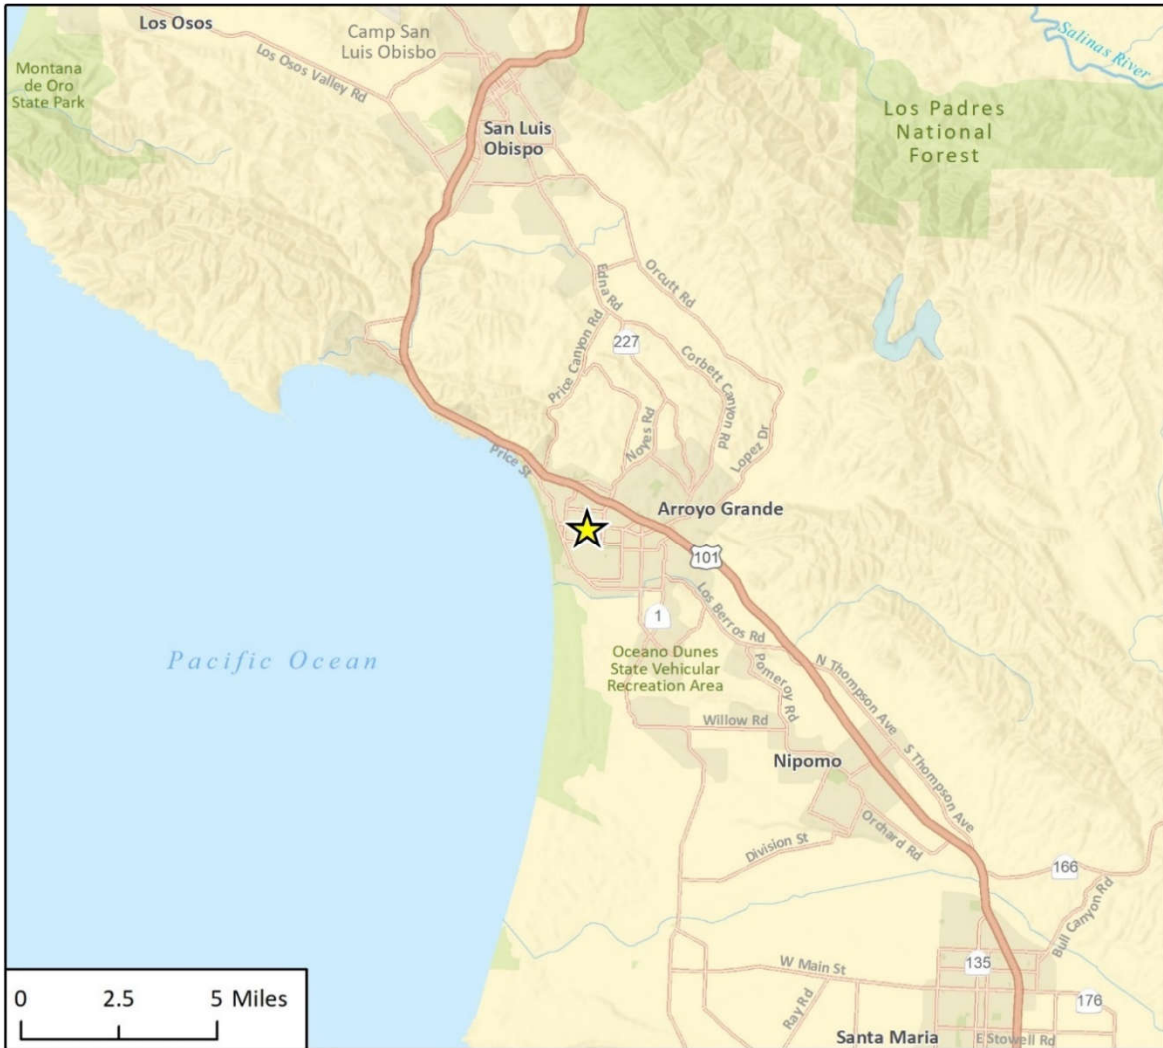 Los Osos
Camp San
Luis Obisbo
Los Osos Valley Rd
Montana
de Oro
State Park
Salinas River
Los Padres
National
Forest
San Luis
Obispo
Edna Rd
Orcutt Rd
227
Price Canyon Rd
Corbett Canyon Rd
Noyes Rd
Lopez Dr
Price St
Arroyo Grande
101
1
Los Berros Rd
Pacific Ocean
Oceano Dunes
State Vehicular
Recreation Area
Pomeroy Rd
N Thompson Ave
Willow Rd
S Thompson Ave
Nipomo
Orchard Rd
Division St
166
Bull Canyon Rd
W Main St
135
Ray Rd
176
Santa Maria
E Stowell Rd
0 2.5 5 Miles